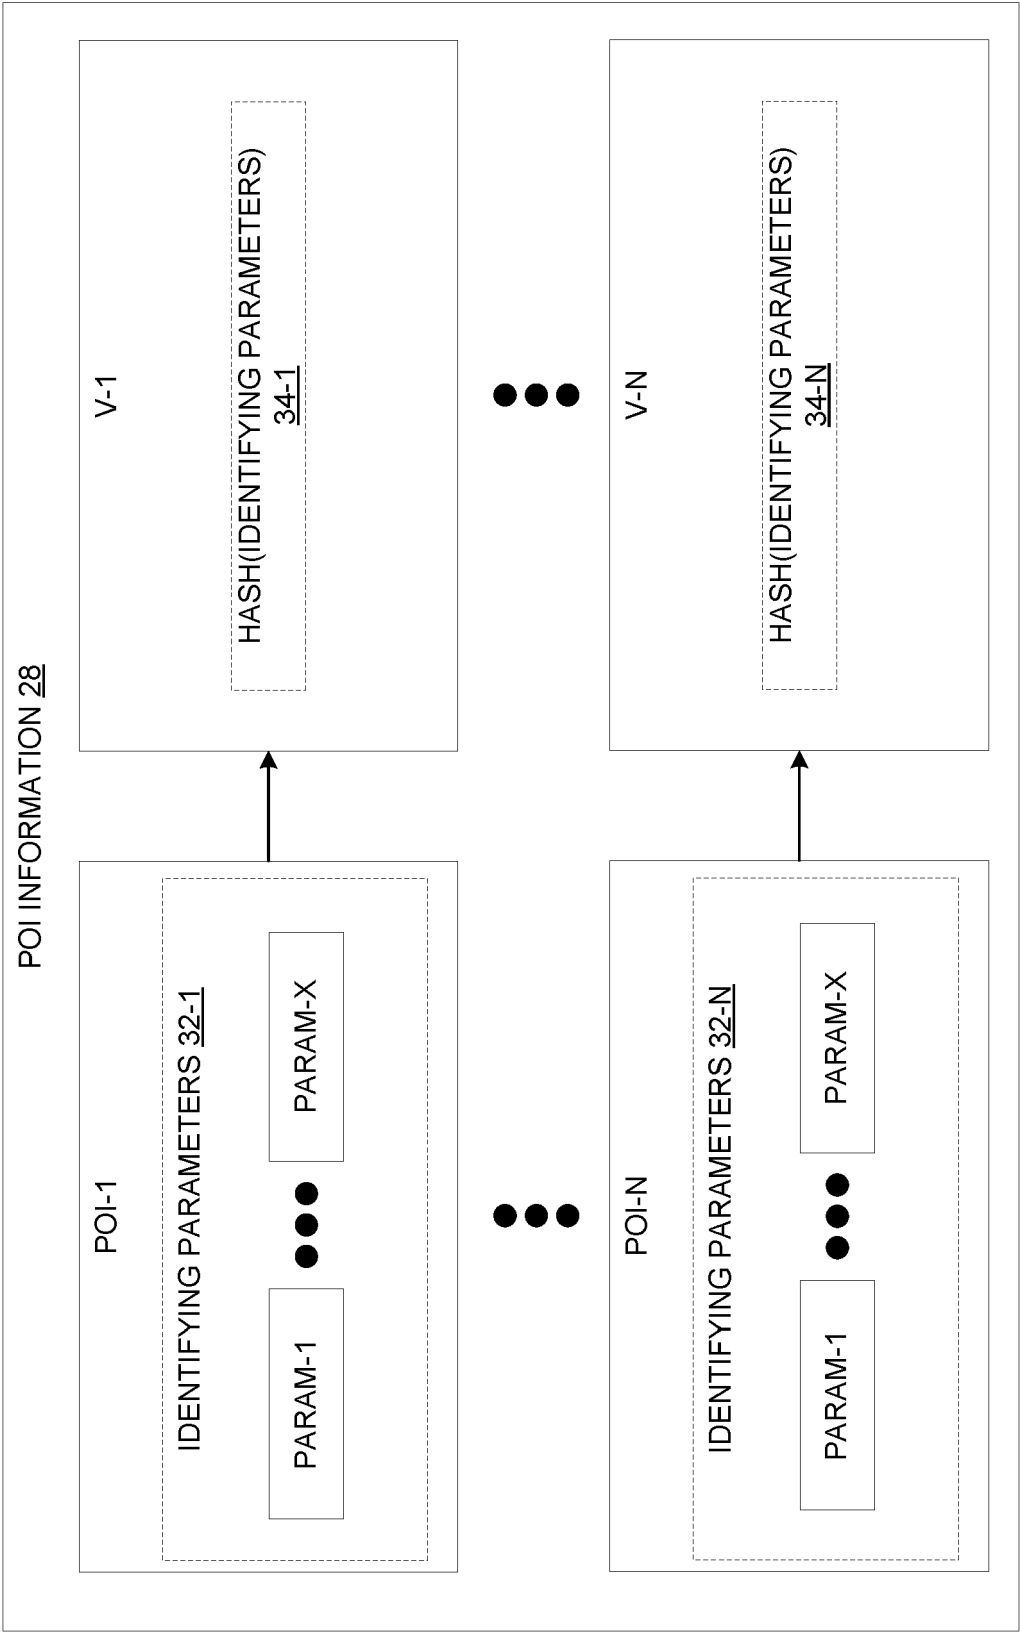 POI INFORMATION 28
POI-1
IDENTIFYING PARAMETERS 32-1
PARAM-1
PARAM-X
V-1
HASH(IDENTIFYING PARAMETERS)
34-1
POI-N
IDENTIFYING PARAMETERS 32-N
PARAM-1
PARAM-X
V-N
HASH(IDENTIFYING PARAMETERS)
34-N